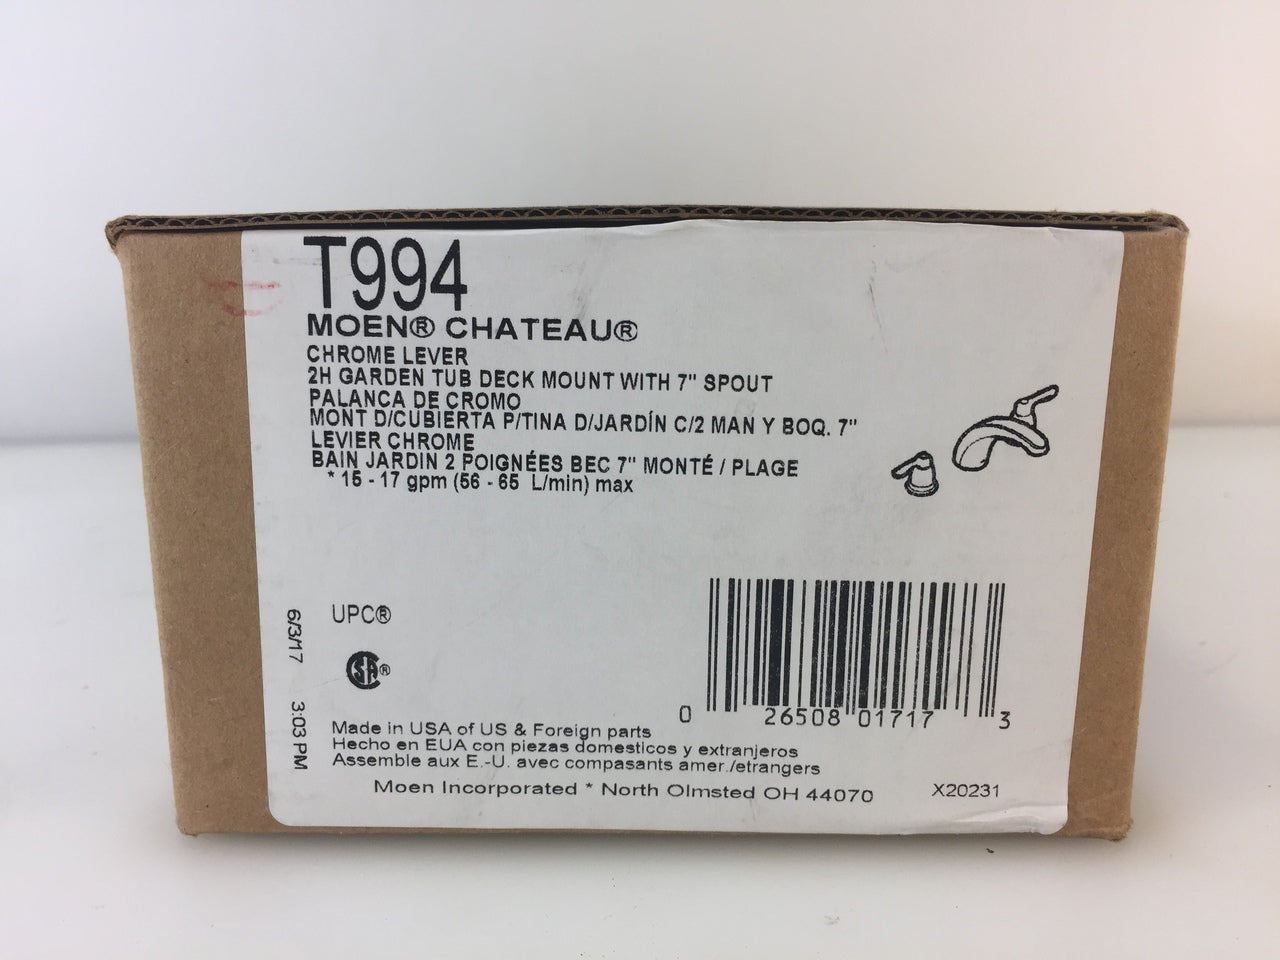 T994
MOEN® CHATEAU®
CHROME LEVER
2H GARDEN TUB DECK MOUNT WITH 7" SPOUT
PALANCA DE CROMO
MONT D/CUBIERTA P/TINA D/JARDÍN C/2 MAN Y BOQ. 7"
LEVIER CHROME
BAIN JARDIN 2 POIGNÉES BEC 7" MONTÉ / PLAGE
* 15 - 17 gpm (56 - 65 L/min) max
UPC®
CSA®
6/3/17 3:03 PM
0 26508 01717 3
Made in USA of US & Foreign parts
Hecho en EUA con piezas domesticos y extranjeros
Assemble aux E.-U. avec compasants amer./etrangers
Moen Incorporated * North Olmsted OH 44070
X20231